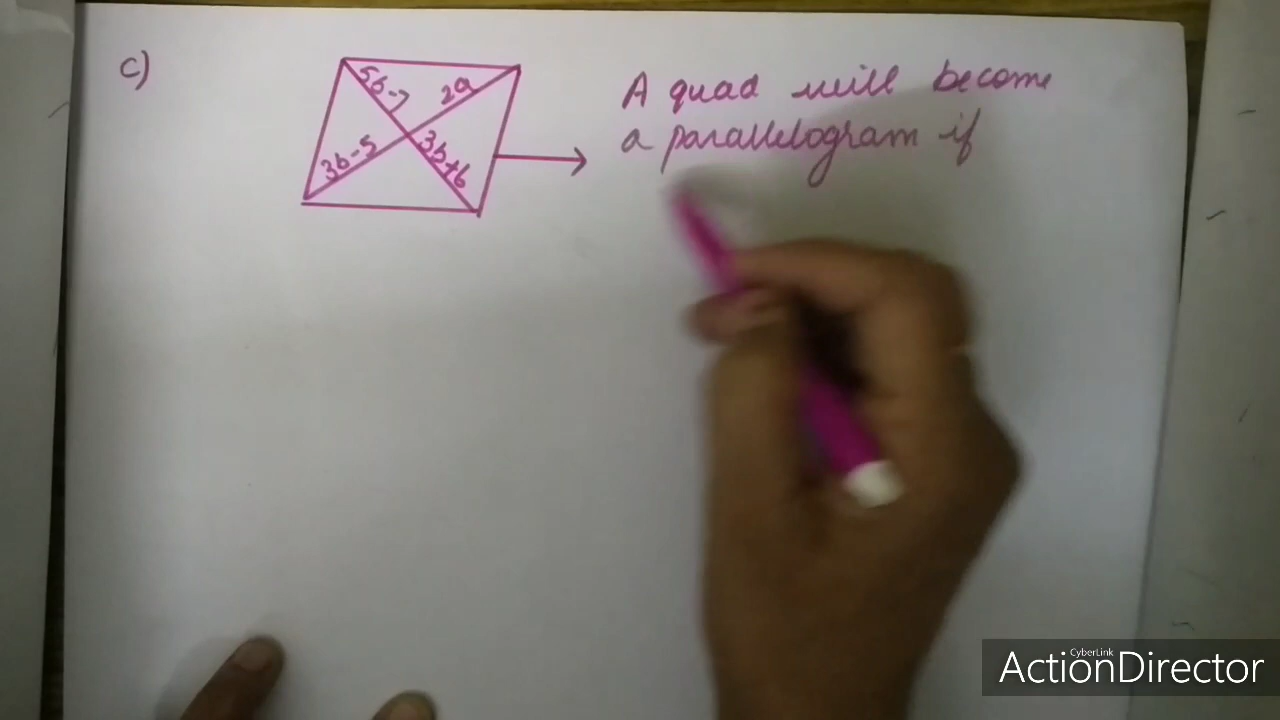 c)
5b-7
2a
3b-5
3b+6
A quad will become
a parallelogram if
CyberLink
ActionDirector